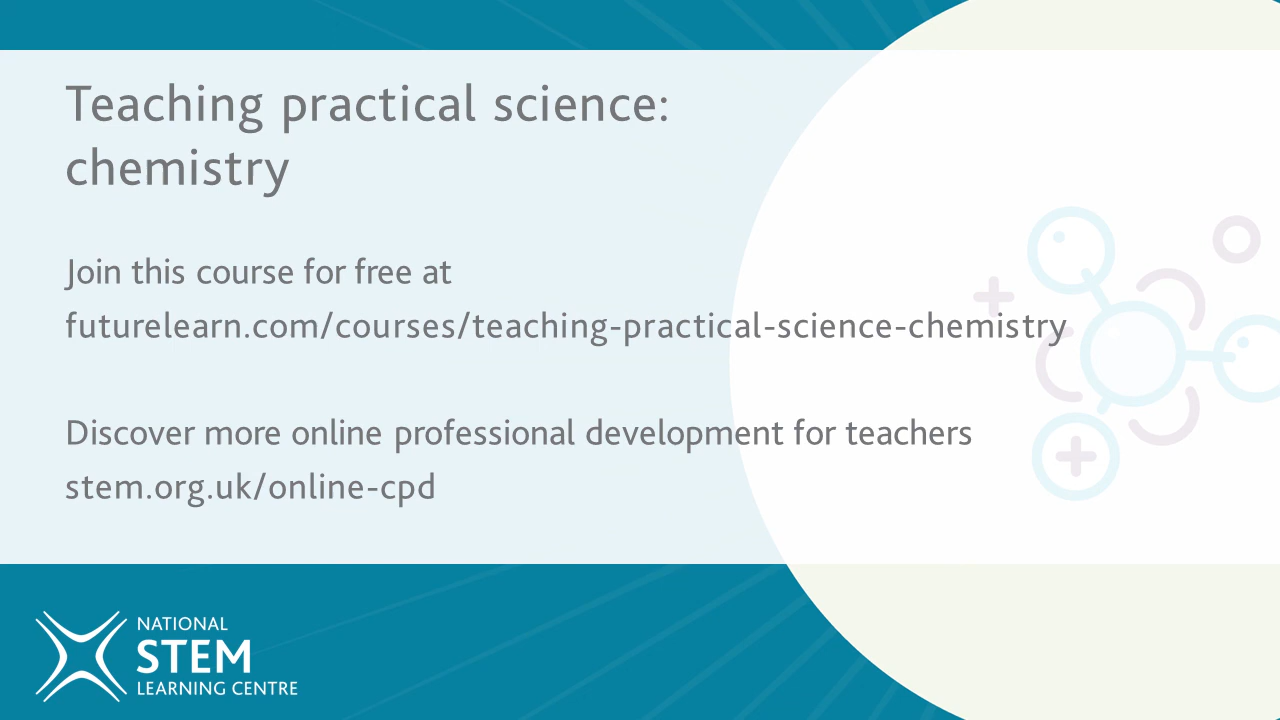 Teaching practical science:
chemistry
Join this course for free at
futurelearn.com/courses/teaching-practical-science-chemistry
Discover more online professional development for teachers
stem.org.uk/online-cpd
NATIONAL
STEM
LEARNING CENTRE